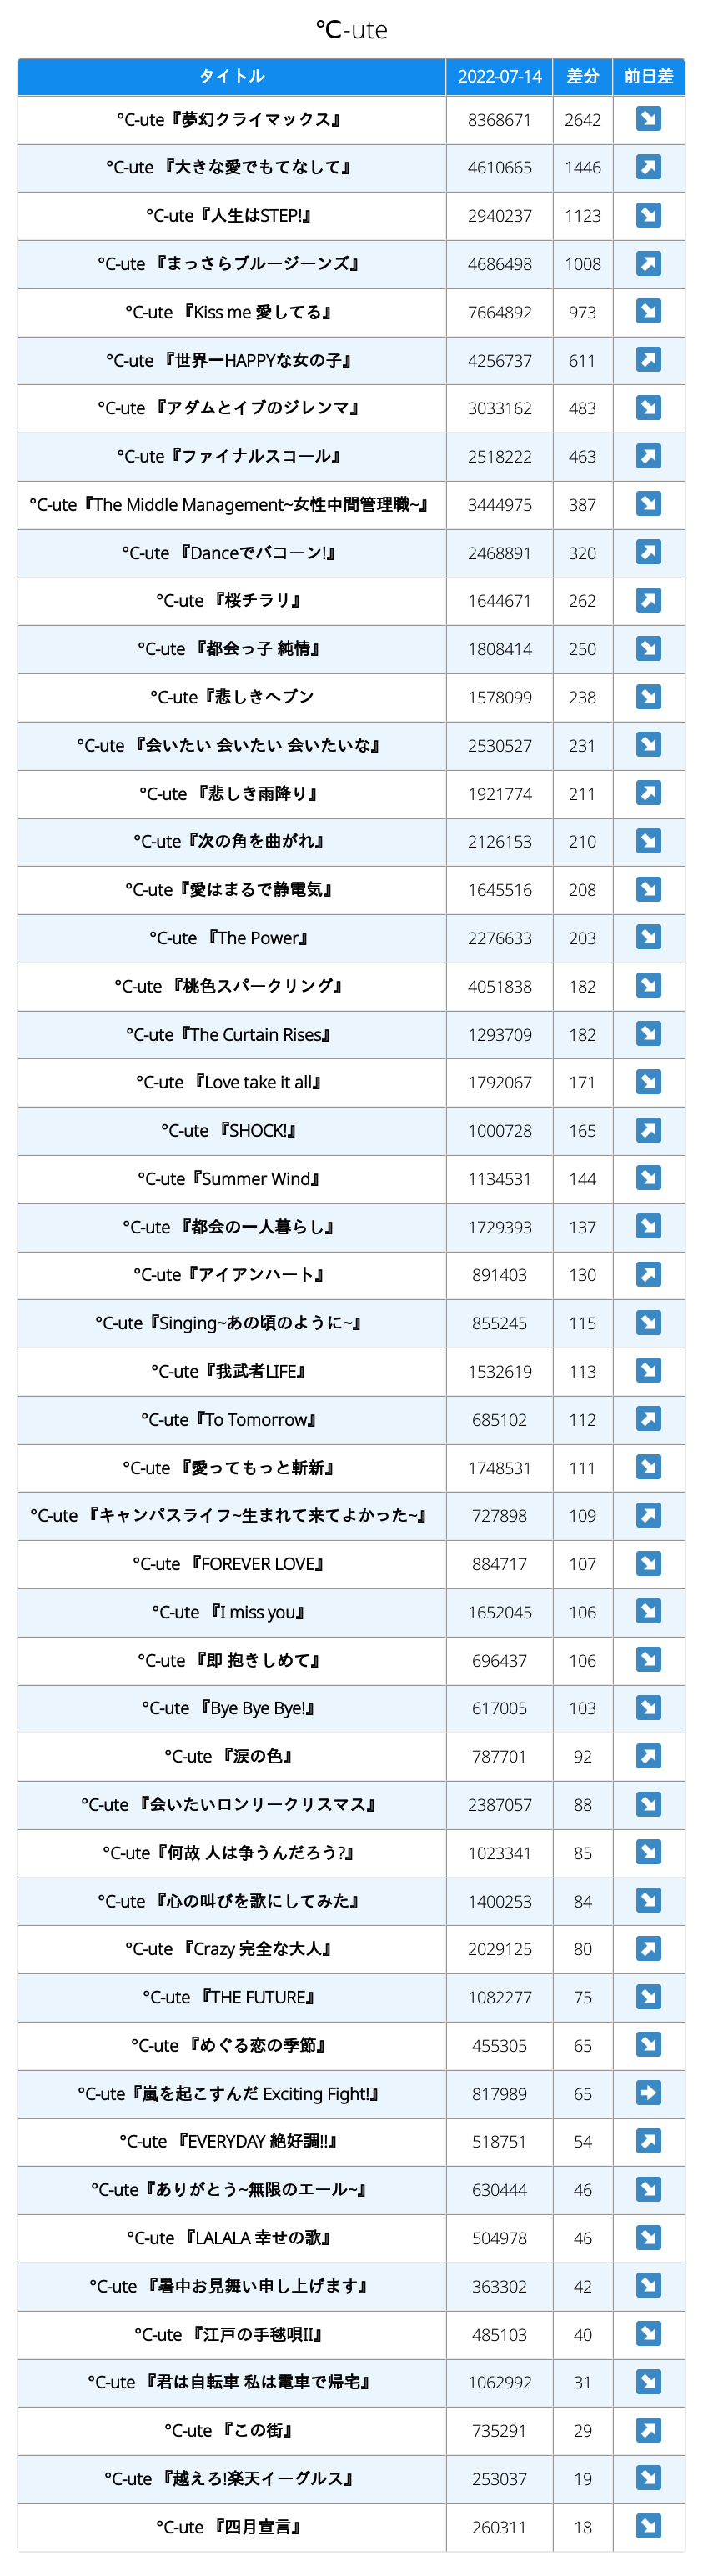 ℃-ute
タイトル 2022-07-14 差分 前日差
°C-ute『夢幻クライマックス』 8368671 2642 ↘
°C-ute 『大きな愛でもてなして』 4610665 1446 ↗
°C-ute『人生はSTEP!』 2940237 1123 ↘
°C-ute 『まっさらブルージーンズ』 4686498 1008 ↗
°C-ute 『Kiss me 愛してる』 7664892 973 ↘
°C-ute 『世界一HAPPYな女の子』 4256737 611 ↗
°C-ute 『アダムとイブのジレンマ』 3033162 483 ↘
°C-ute『ファイナルスコール』 2518222 463 ↗
°C-ute『The Middle Management~女性中間管理職~』 3444975 387 ↘
°C-ute 『Danceでバコーン!』 2468891 320 ↗
°C-ute 『桜チラリ』 1644671 262 ↗
°C-ute 『都会っ子 純情』 1808414 250 ↘
°C-ute『悲しきヘブン 1578099 238 ↘
°C-ute 『会いたい 会いたい 会いたいな』 2530527 231 ↘
°C-ute 『悲しき雨降り』 1921774 211 ↗
°C-ute『次の角を曲がれ』 2126153 210 ↘
°C-ute『愛はまるで静電気』 1645516 208 ↘
°C-ute 『The Power』 2276633 203 ↘
°C-ute 『桃色スパークリング』 4051838 182 ↘
°C-ute『The Curtain Rises』 1293709 182 ↘
°C-ute 『Love take it all』 1792067 171 ↘
°C-ute 『SHOCK!』 1000728 165 ↗
°C-ute『Summer Wind』 1134531 144 ↘
°C-ute 『都会の一人暮らし』 1729393 137 ↘
°C-ute『アイアンハート』 891403 130 ↗
°C-ute『Singing~あの頃のように~』 855245 115 ↘
°C-ute『我武者LIFE』 1532619 113 ↘
°C-ute『To Tomorrow』 685102 112 ↗
°C-ute 『愛ってもっと斬新』 1748531 111 ↘
°C-ute 『キャンパスライフ~生まれて来てよかった~』 727898 109 ↗
°C-ute 『FOREVER LOVE』 884717 107 ↘
°C-ute 『I miss you』 1652045 106 ↘
°C-ute 『即 抱きしめて』 696437 106 ↘
°C-ute 『Bye Bye Bye!』 617005 103 ↘
°C-ute 『涙の色』 787701 92 ↗
°C-ute 『会いたいロンリークリスマス』 2387057 88 ↘
°C-ute『何故 人は争うんだろう?』 1023341 85 ↘
°C-ute 『心の叫びを歌にしてみた』 1400253 84 ↘
°C-ute 『Crazy 完全な大人』 2029125 80 ↗
°C-ute 『THE FUTURE』 1082277 75 ↘
°C-ute 『めぐる恋の季節』 455305 65 ↘
°C-ute『嵐を起こすんだ Exciting Fight!』 817989 65 ➡
°C-ute 『EVERYDAY 絶好調!!』 518751 54 ↗
°C-ute『ありがとう~無限のエール~』 630444 46 ↘
°C-ute 『LALALA 幸せの歌』 504978 46 ↘
°C-ute 『暑中お見舞い申し上げます』 363302 42 ↘
°C-ute 『江戸の手毬唄II』 485103 40 ↘
°C-ute 『君は自転車 私は電車で帰宅』 1062992 31 ↘
°C-ute 『この街』 735291 29 ↗
°C-ute 『越えろ!楽天イーグルス』 253037 19 ↘
°C-ute 『四月宣言』 260311 18 ↘